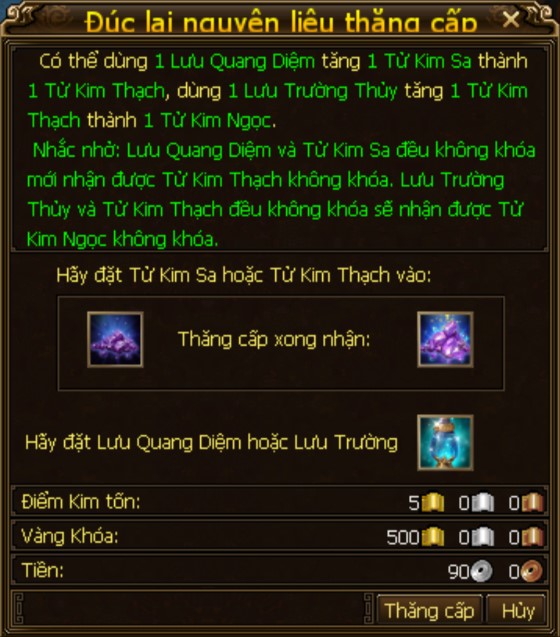 Đúc lại nguyên liệu thăng cấp
Có thể dùng 1 Lưu Quang Diệm tăng 1 Tử Kim Sa thành
1 Tử Kim Thạch, dùng 1 Lưu Trường Thủy tăng 1 Tử Kim
Thạch thành 1 Tử Kim Ngọc.
Nhắc nhở: Lưu Quang Diệm và Tử Kim Sa đều không khóa
mới nhận được Tử Kim Thạch không khóa. Lưu Trường
Thủy và Tử Kim Thạch đều không khóa sẽ nhận được Tử
Kim Ngọc không khóa.
Hãy đặt Tử Kim Sa hoặc Tử Kim Thạch vào:
Thăng cấp xong nhận:
Hãy đặt Lưu Quang Diệm hoặc Lưu Trường
Điểm Kim tốn: 5 0 0
Vàng Khóa: 500 0 0
Tiền: 90 0
Thăng cấp Hủy